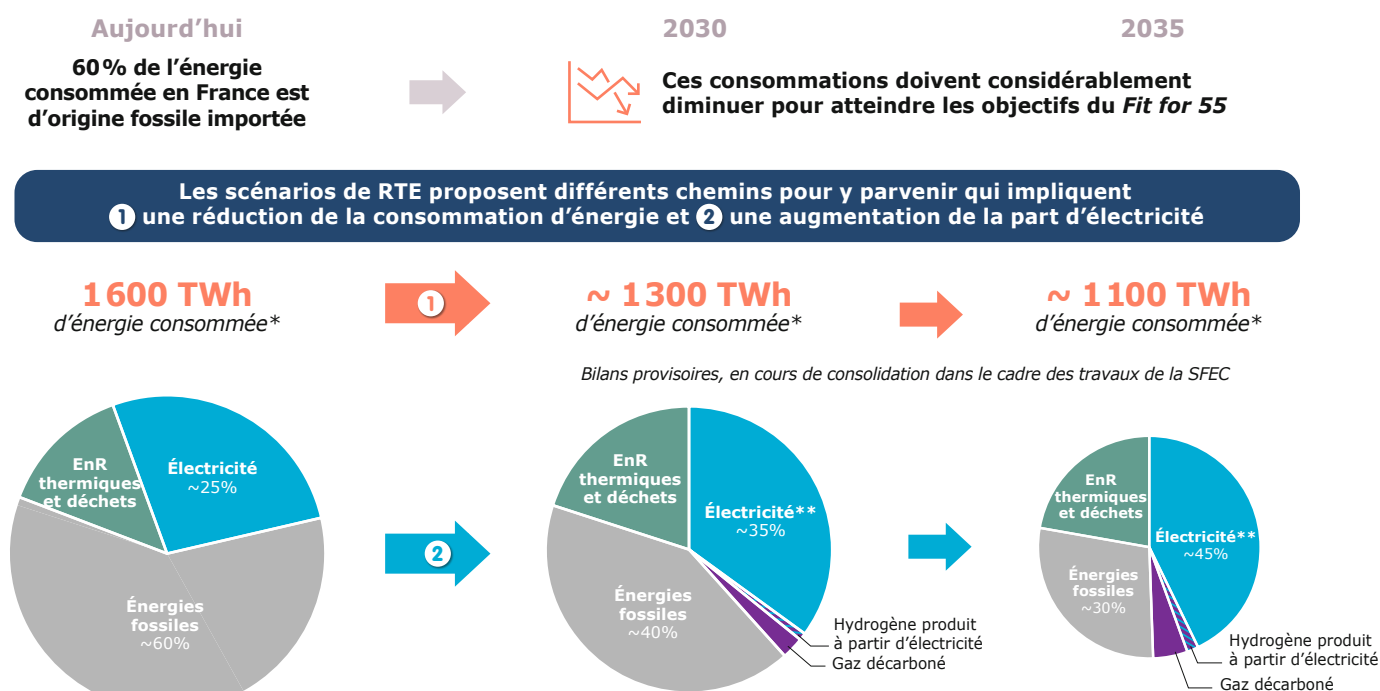 Aujourd'hui
2030
2035
60 % de l'énergie
consommée en France est
d'origine fossile importée
Ces consommations doivent considérablement
diminuer pour atteindre les objectifs du Fit for 55
Les scénarios de RTE proposent différents chemins pour y parvenir qui impliquent
1 une réduction de la consommation d'énergie et 2 une augmentation de la part d'électricité
1600 TWh
d'énergie consommée*
1
~ 1300 TWh
d'énergie consommée*
~ 1100 TWh
d'énergie consommée*
Bilans provisoires, en cours de consolidation dans le cadre des travaux de la SFEC
EnR
thermiques
et déchets
Électricité
~25%
Énergies
fossiles
~60%
2
EnR
thermiques
et déchets
Électricité**
~35%
Énergies
fossiles
~40%
Hydrogène produit
à partir d'électricité
Gaz décarboné
EnR
thermiques
et déchets
Électricité**
~45%
Énergies
fossiles
~30%
Hydrogène produit
à partir d'électricité
Gaz décarboné